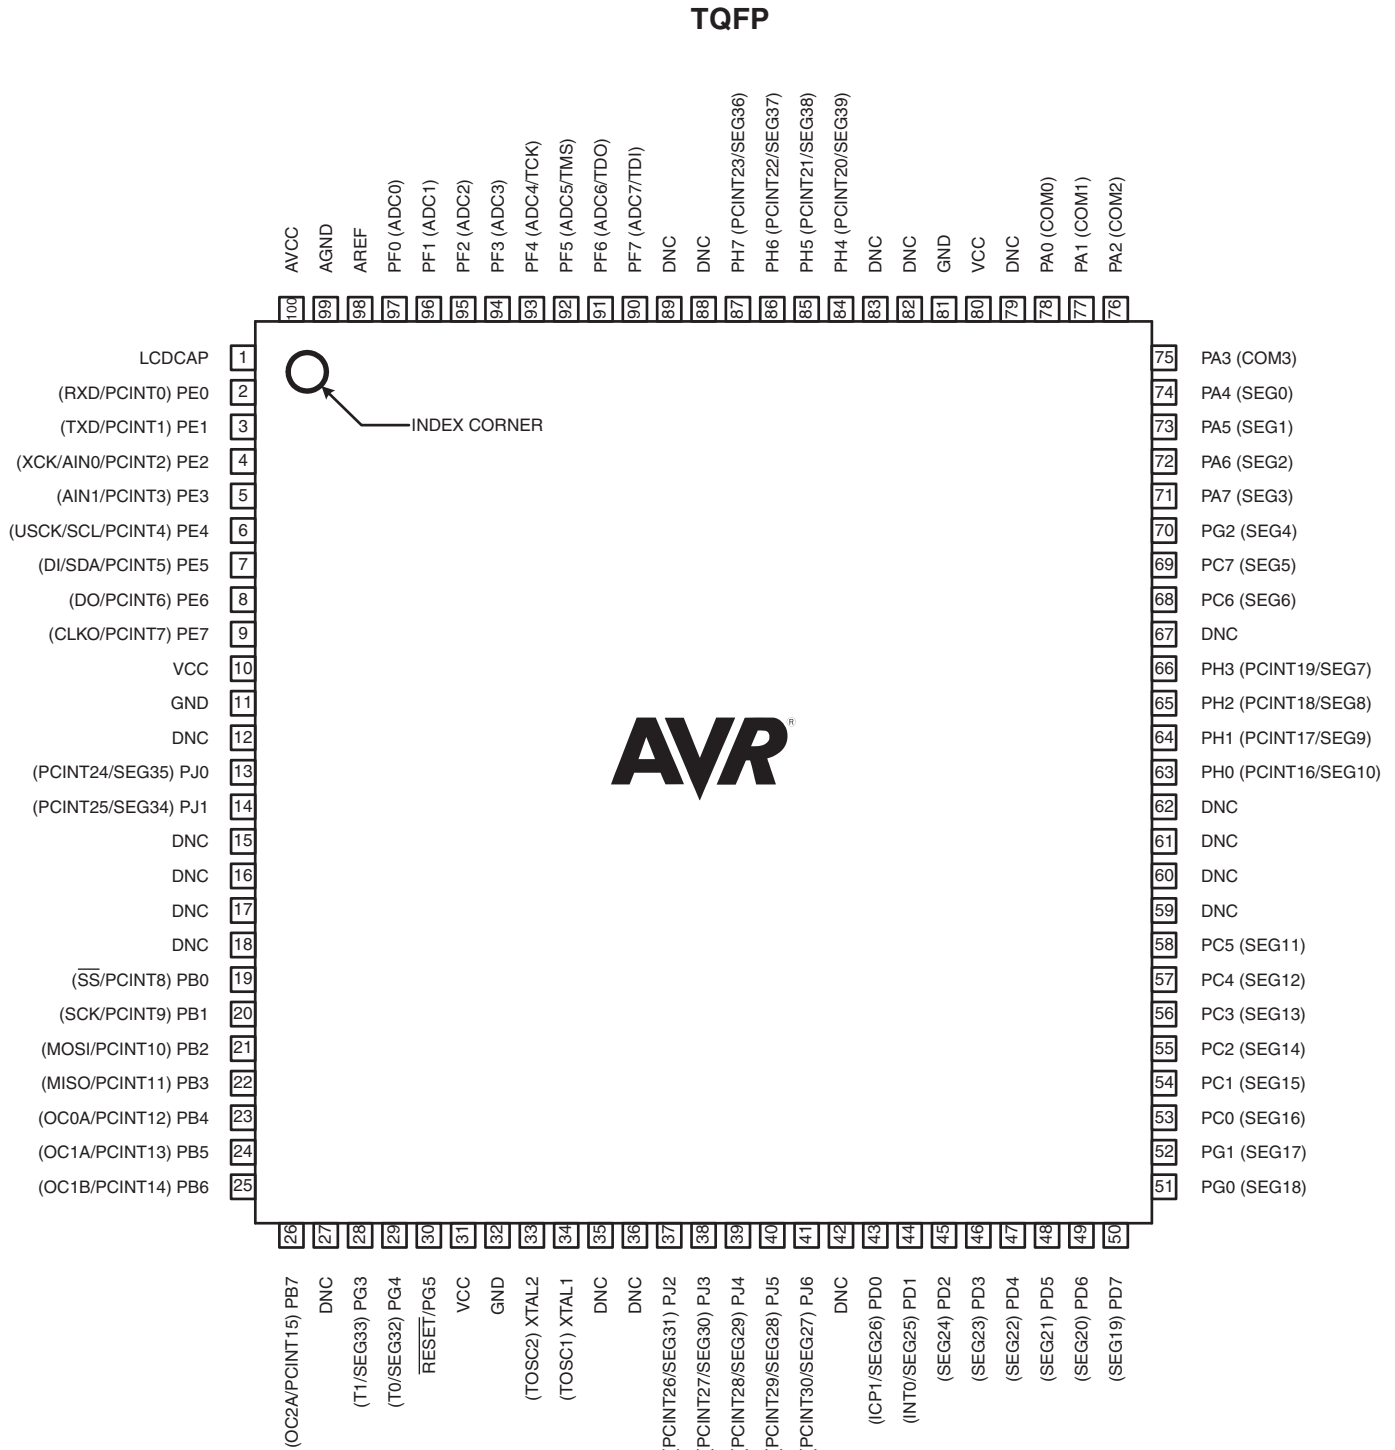 TQFP
AVCC
AGND
AREF
PF0 (ADC0)
PF1 (ADC1)
PF2 (ADC2)
PF3 (ADC3)
PF4 (ADC4/TCK)
PF5 (ADC5/TMS)
PF6 (ADC6/TDO)
PF7 (ADC7/TDI)
DNC
DNC
PH7 (PCINT23/SEG36)
PH6 (PCINT22/SEG37)
PH5 (PCINT21/SEG38)
PH4 (PCINT20/SEG39)
DNC
DNC
GND
VCC
DNC
PA0 (COM0)
PA1 (COM1)
PA2 (COM2)
100
99
98
97
96
95
94
93
92
91
90
89
88
87
86
85
84
83
82
81
80
79
78
77
76
LCDCAP 1
(RXD/PCINT0) PE0 2
(TXD/PCINT1) PE1 3
(XCK/AIN0/PCINT2) PE2 4
(AIN1/PCINT3) PE3 5
(USCK/SCL/PCINT4) PE4 6
(DI/SDA/PCINT5) PE5 7
(DO/PCINT6) PE6 8
(CLKO/PCINT7) PE7 9
VCC 10
GND 11
DNC 12
(PCINT24/SEG35) PJ0 13
(PCINT25/SEG34) PJ1 14
DNC 15
DNC 16
DNC 17
DNC 18
(SS/PCINT8) PB0 19
(SCK/PCINT9) PB1 20
(MOSI/PCINT10) PB2 21
(MISO/PCINT11) PB3 22
(OC0A/PCINT12) PB4 23
(OC1A/PCINT13) PB5 24
(OC1B/PCINT14) PB6 25
INDEX CORNER
AVR®
75 PA3 (COM3)
74 PA4 (SEG0)
73 PA5 (SEG1)
72 PA6 (SEG2)
71 PA7 (SEG3)
70 PG2 (SEG4)
69 PC7 (SEG5)
68 PC6 (SEG6)
67 DNC
66 PH3 (PCINT19/SEG7)
65 PH2 (PCINT18/SEG8)
64 PH1 (PCINT17/SEG9)
63 PH0 (PCINT16/SEG10)
62 DNC
61 DNC
60 DNC
59 DNC
58 PC5 (SEG11)
57 PC4 (SEG12)
56 PC3 (SEG13)
55 PC2 (SEG14)
54 PC1 (SEG15)
53 PC0 (SEG16)
52 PG1 (SEG17)
51 PG0 (SEG18)
26
27
28
29
30
31
32
33
34
35
36
37
38
39
40
41
42
43
44
45
46
47
48
49
50
(OC2A/PCINT15) PB7
DNC
(T1/SEG33) PG3
(T0/SEG32) PG4
RESET/PG5
VCC
GND
(TOSC2) XTAL2
(TOSC1) XTAL1
DNC
DNC
(PCINT26/SEG31) PJ2
(PCINT27/SEG30) PJ3
(PCINT28/SEG29) PJ4
(PCINT29/SEG28) PJ5
(PCINT30/SEG27) PJ6
DNC
(ICP1/SEG26) PD0
(INT0/SEG25) PD1
(SEG24) PD2
(SEG23) PD3
(SEG22) PD4
(SEG21) PD5
(SEG20) PD6
(SEG19) PD7